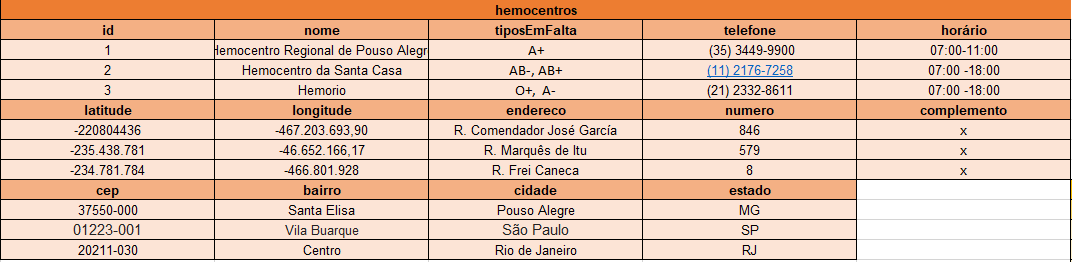 hemocentros
id nome tiposEmFalta telefone horário
1 Hemocentro Regional de Pouso Alegr A+ (35) 3449-9900 07:00-11:00
2 Hemocentro da Santa Casa AB-, AB+ (11) 2176-7258 07:00 -18:00
3 Hemorio O+, A- (21) 2332-8611 07:00 -18:00
latitude longitude endereco numero complemento
-220804436 -467.203.693,90 R. Comendador José García 846 x
-235.438.781 -46.652.166,17 R. Marquês de Itu 579 x
-234.781.784 -466.801.928 R. Frei Caneca 8 x
cep bairro cidade estado
37550-000 Santa Elisa Pouso Alegre MG
01223-001 Vila Buarque São Paulo SP
20211-030 Centro Rio de Janeiro RJ